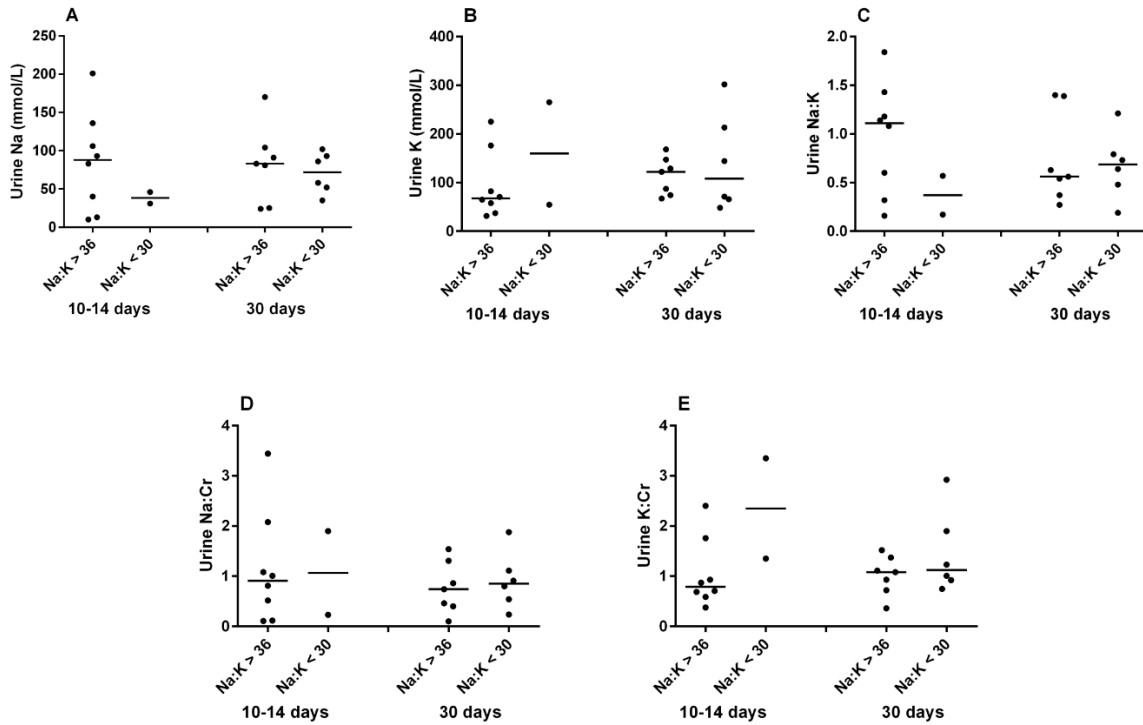 A
Urine Na (mmol/L)
250
200
150
100
50
0
Na:K > 36
Na:K < 30
Na:K > 36
Na:K < 30
10-14 days
30 days
B
Urine K (mmol/L)
400
300
200
100
0
Na:K > 36
Na:K < 30
Na:K > 36
Na:K < 30
10-14 days
30 days
C
Urine Na:K
2.0
1.5
1.0
0.5
0.0
Na:K > 36
Na:K < 30
Na:K > 36
Na:K < 30
10-14 days
30 days
D
Urine Na:Cr
4
3
2
1
0
Na:K > 36
Na:K < 30
Na:K > 36
Na:K < 30
10-14 days
30 days
E
Urine K:Cr
4
3
2
1
0
Na:K > 36
Na:K < 30
Na:K > 36
Na:K < 30
10-14 days
30 days